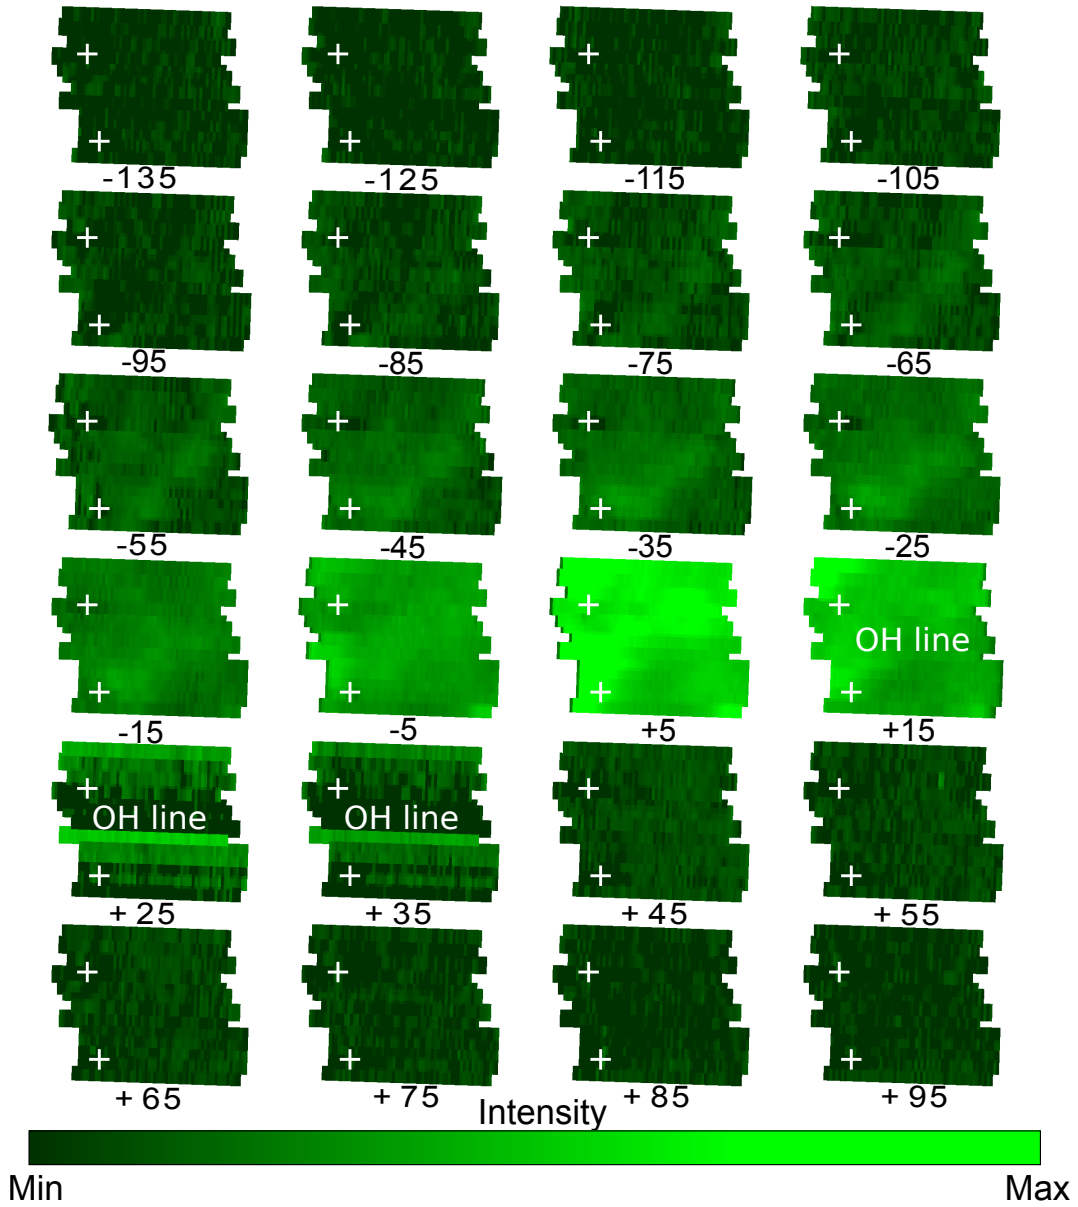 -135 -125 -115 -105
-95 -85 -75 -65
-55 -45 -35 -25
OH line
-15 -5 +5 +15
OH line OH line
+ 25 + 35 + 45 + 55
+ 65 + 75 + 85 + 95
Intensity
Min Max